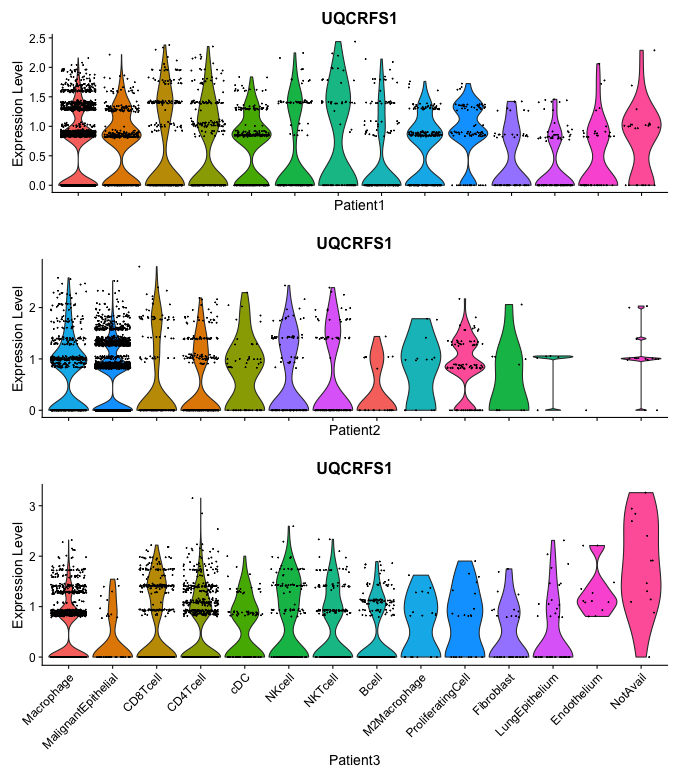 UQCRFS1
Expression Level
2.5
2.0
1.5
1.0
0.5
0.0
Patient1
UQCRFS1
Expression Level
2
1
0
Patient2
UQCRFS1
Expression Level
3
2
1
0
Macrophage
MalignantEpithelial
CD8Tcell
CD4Tcell
cDC
NKcell
NKTcell
Bcell
M2Macrophage
ProliferatingCell
Fibroblast
LungEpithelium
Endothelium
NotAvail
Patient3